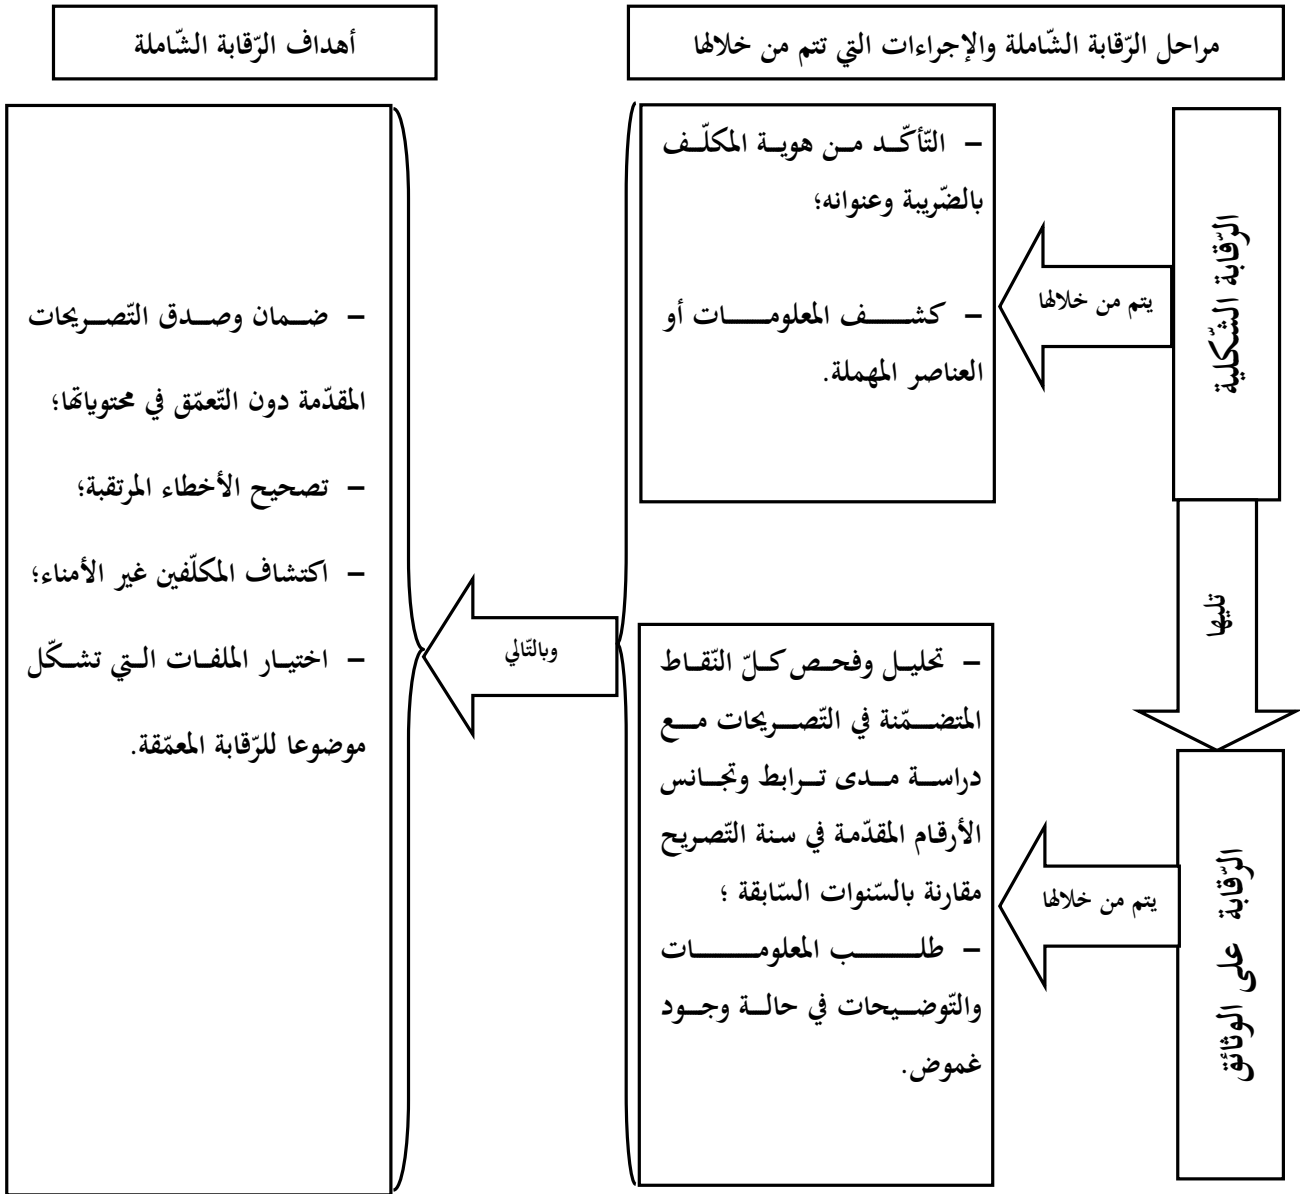 مراحل الرّقابة الشّاملة والإجراءات التي تتم من خلالها
أهداف الرّقابة الشّاملة
الرّقابة الشّكلية
يتم من خلالها
– التّأكّد من هوية المكلّف
بالضّريبة وعنوانه؛
– كشف المعلومات أو
العناصر المهملة.
تليها
الرّقابة على الوثائق
يتم من خلالها
– تحليل وفحص كلّ النّقاط
المتضمّنة في التّصريحات مع
دراسة مدى ترابط وتجانس
الأرقام المقدّمة في سنة التّصريح
مقارنة بالسّنوات السّابقة ؛
– طلب المعلومات
والتّوضيحات في حالة وجود
غموض.
وبالتّالي
– ضمان وصدق التّصريحات
المقدّمة دون التّعمّق في محتوياتها؛
– تصحيح الأخطاء المرتقبة؛
– اكتشاف المكلّفين غير الأمناء؛
– اختيار الملفات التي تشكّل
موضوعا للرّقابة المعمّقة.